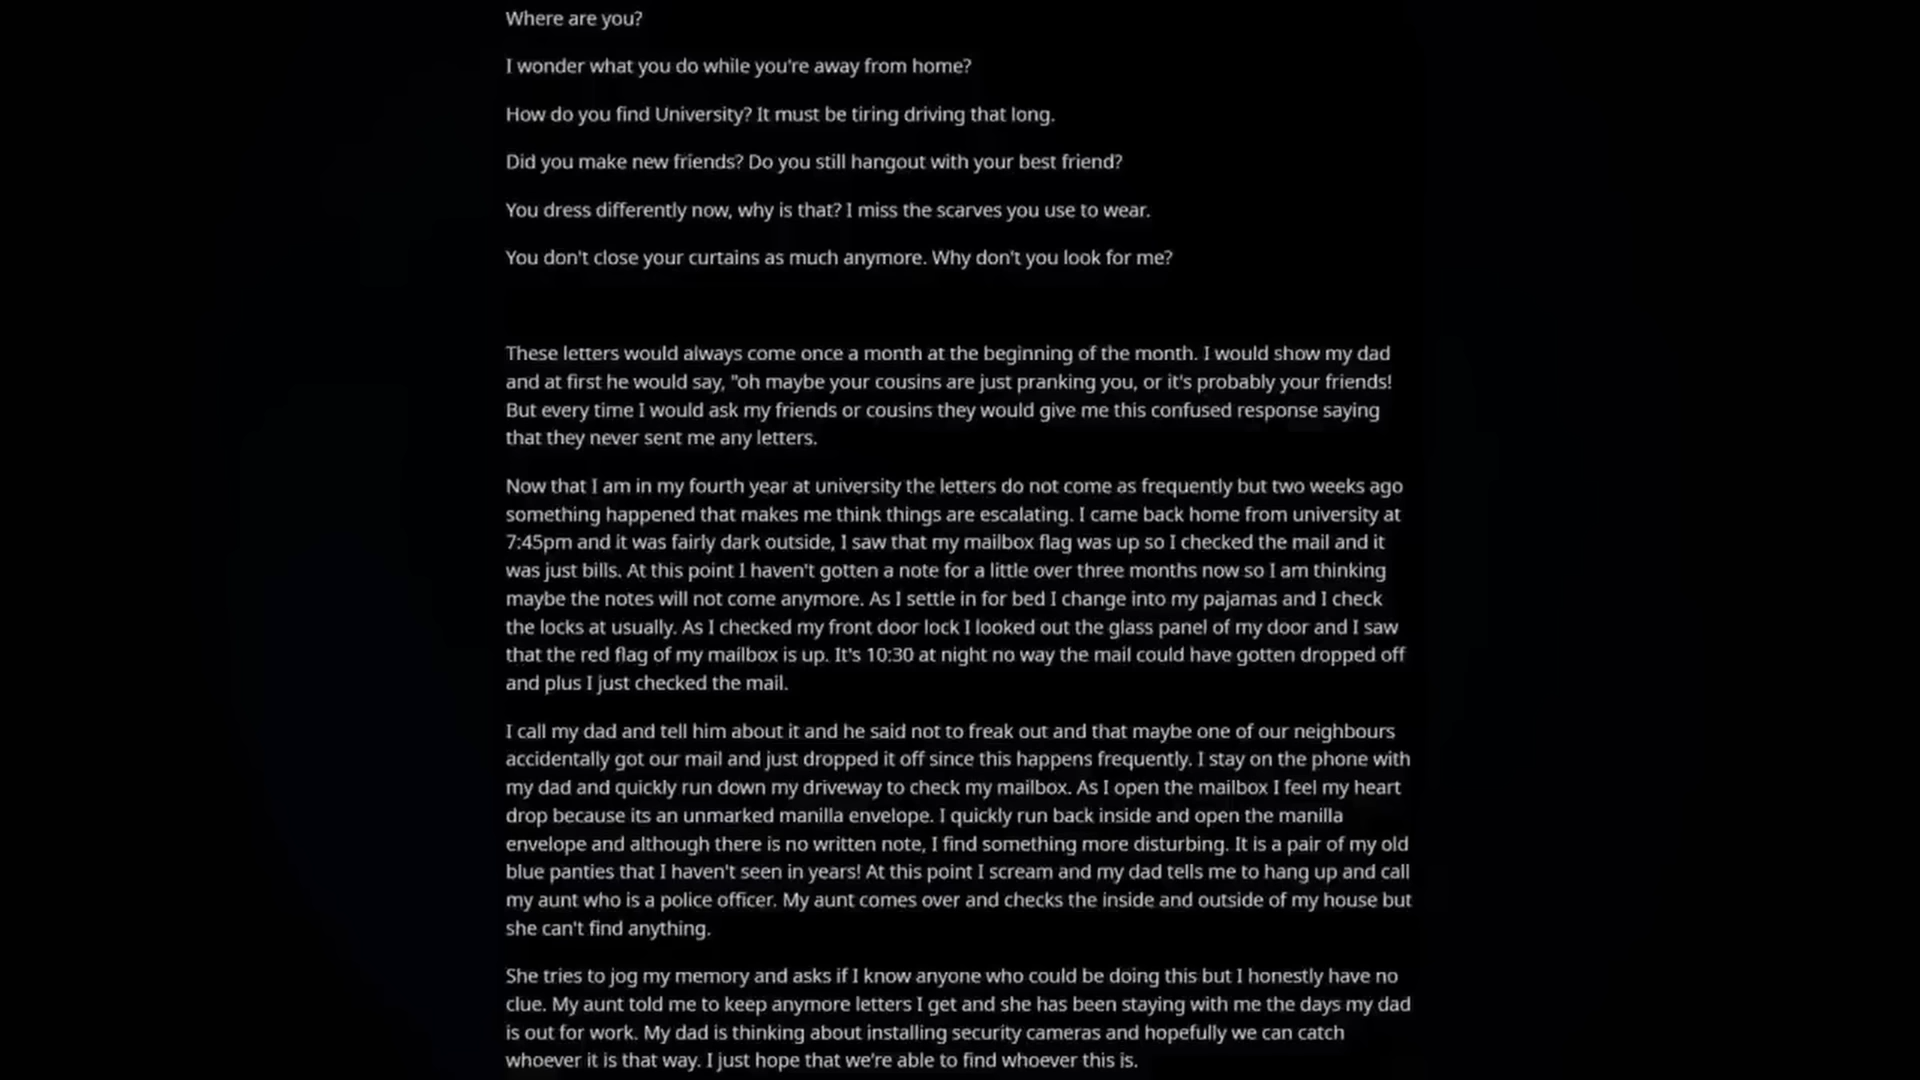 Where are you?
I wonder what you do while you're away from home?
How do you find University? It must be tiring driving that long.
Did you make new friends? Do you still hangout with your best friend?
You dress differently now, why is that? I miss the scarves you use to wear.
You don't close your curtains as much anymore. Why don't you look for me?
These letters would always come once a month at the beginning of the month. I would show my dad
and at first he would say, "oh maybe your cousins are just pranking you, or it's probably your friends!
But every time I would ask my friends or cousins they would give me this confused response saying
that they never sent me any letters.
Now that I am in my fourth year at university the letters do not come as frequently but two weeks ago
something happened that makes me think things are escalating. I came back home from university at
7:45pm and it was fairly dark outside, I saw that my mailbox flag was up so I checked the mail and it
was just bills. At this point I haven't gotten a note for a little over three months now so I am thinking
maybe the notes will not come anymore. As I settle in for bed I change into my pajamas and I check
the locks at usually. As I checked my front door lock I looked out the glass panel of my door and I saw
that the red flag of my mailbox is up. It's 10:30 at night no way the mail could have gotten dropped off
and plus I just checked the mail.
I call my dad and tell him about it and he said not to freak out and that maybe one of our neighbours
accidentally got our mail and just dropped it off since this happens frequently. I stay on the phone with
my dad and quickly run down my driveway to check my mailbox. As I open the mailbox I feel my heart
drop because its an unmarked manilla envelope. I quickly run back inside and open the manilla
envelope and although there is no written note, I find something more disturbing. It is a pair of my old
blue panties that I haven't seen in years! At this point I scream and my dad tells me to hang up and call
my aunt who is a police officer. My aunt comes over and checks the inside and outside of my house but
she can't find anything.
She tries to jog my memory and asks if I know anyone who could be doing this but I honestly have no
clue. My aunt told me to keep anymore letters I get and she has been staying with me the days my dad
is out for work. My dad is thinking about installing security cameras and hopefully we can catch
whoever it is that way. I just hope that we're able to find whoever this is.